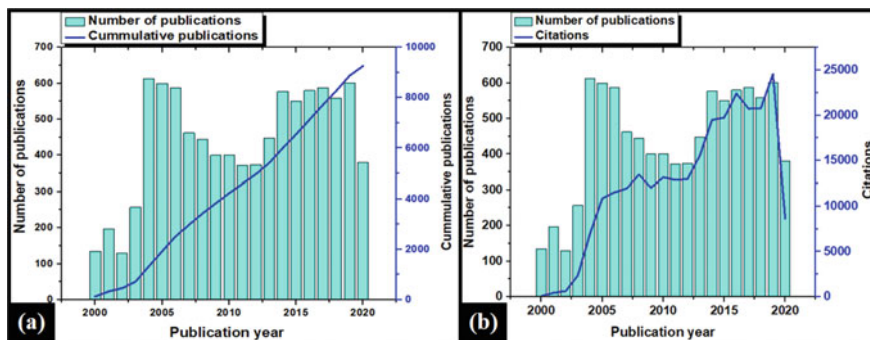 Number of publications
Cummulative publications
700
600
500
400
300
200
100
0
Number of publications
10000
8000
6000
4000
2000
0
Cummulative publications
2000 2005 2010 2015 2020
Publication year
(a)
Number of publications
Citations
700
600
500
400
300
200
100
0
Number of publications
25000
20000
15000
10000
5000
0
Citations
2000 2005 2010 2015 2020
Publication year
(b)